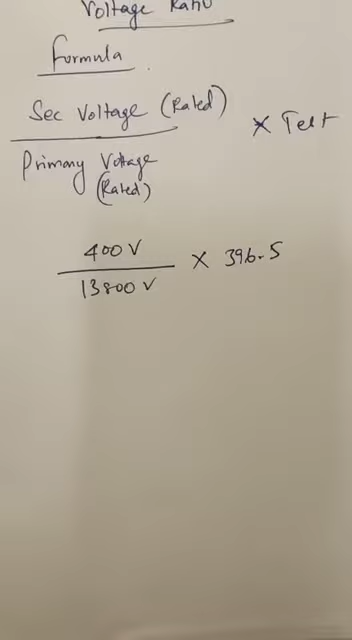 Voltage Ratio
Formula
Sec Voltage (Rated)
Primary Voltage
(Rated)
× Test
400 V
13800 V
× 396.5